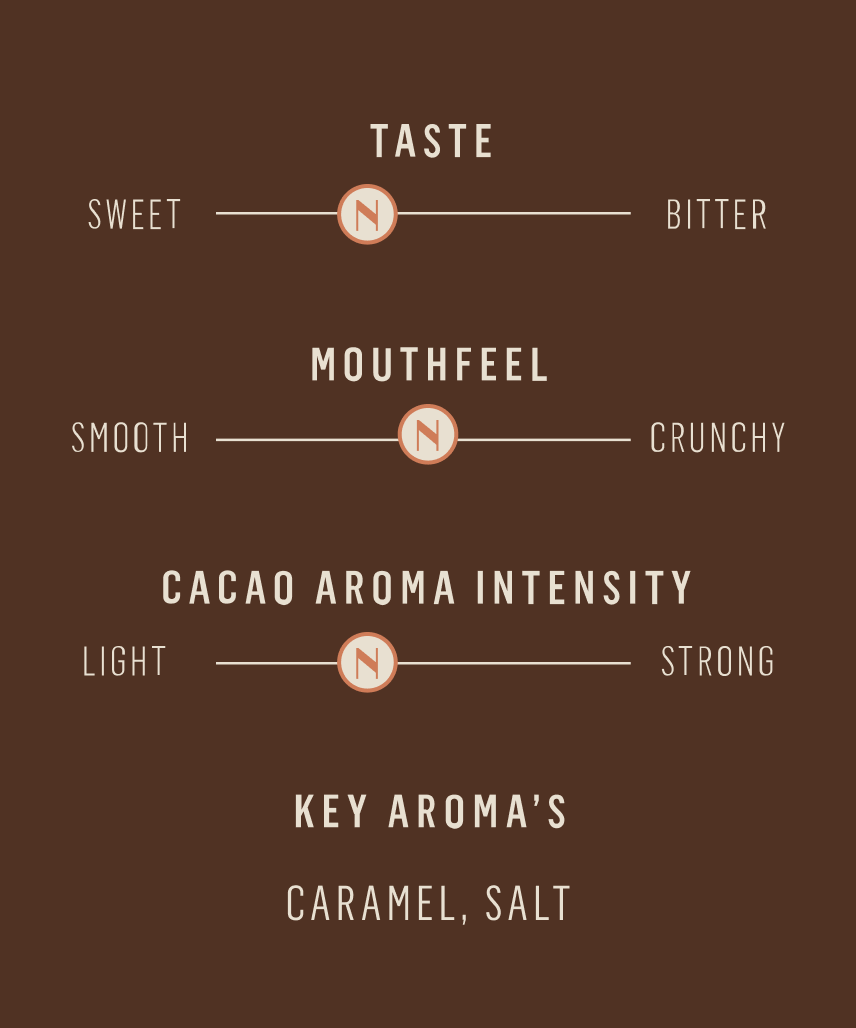 TASTE
SWEET N BITTER
MOUTHFEEL
SMOOTH N CRUNCHY
CACAO AROMA INTENSITY
LIGHT N STRONG
KEY AROMA’S
CARAMEL, SALT